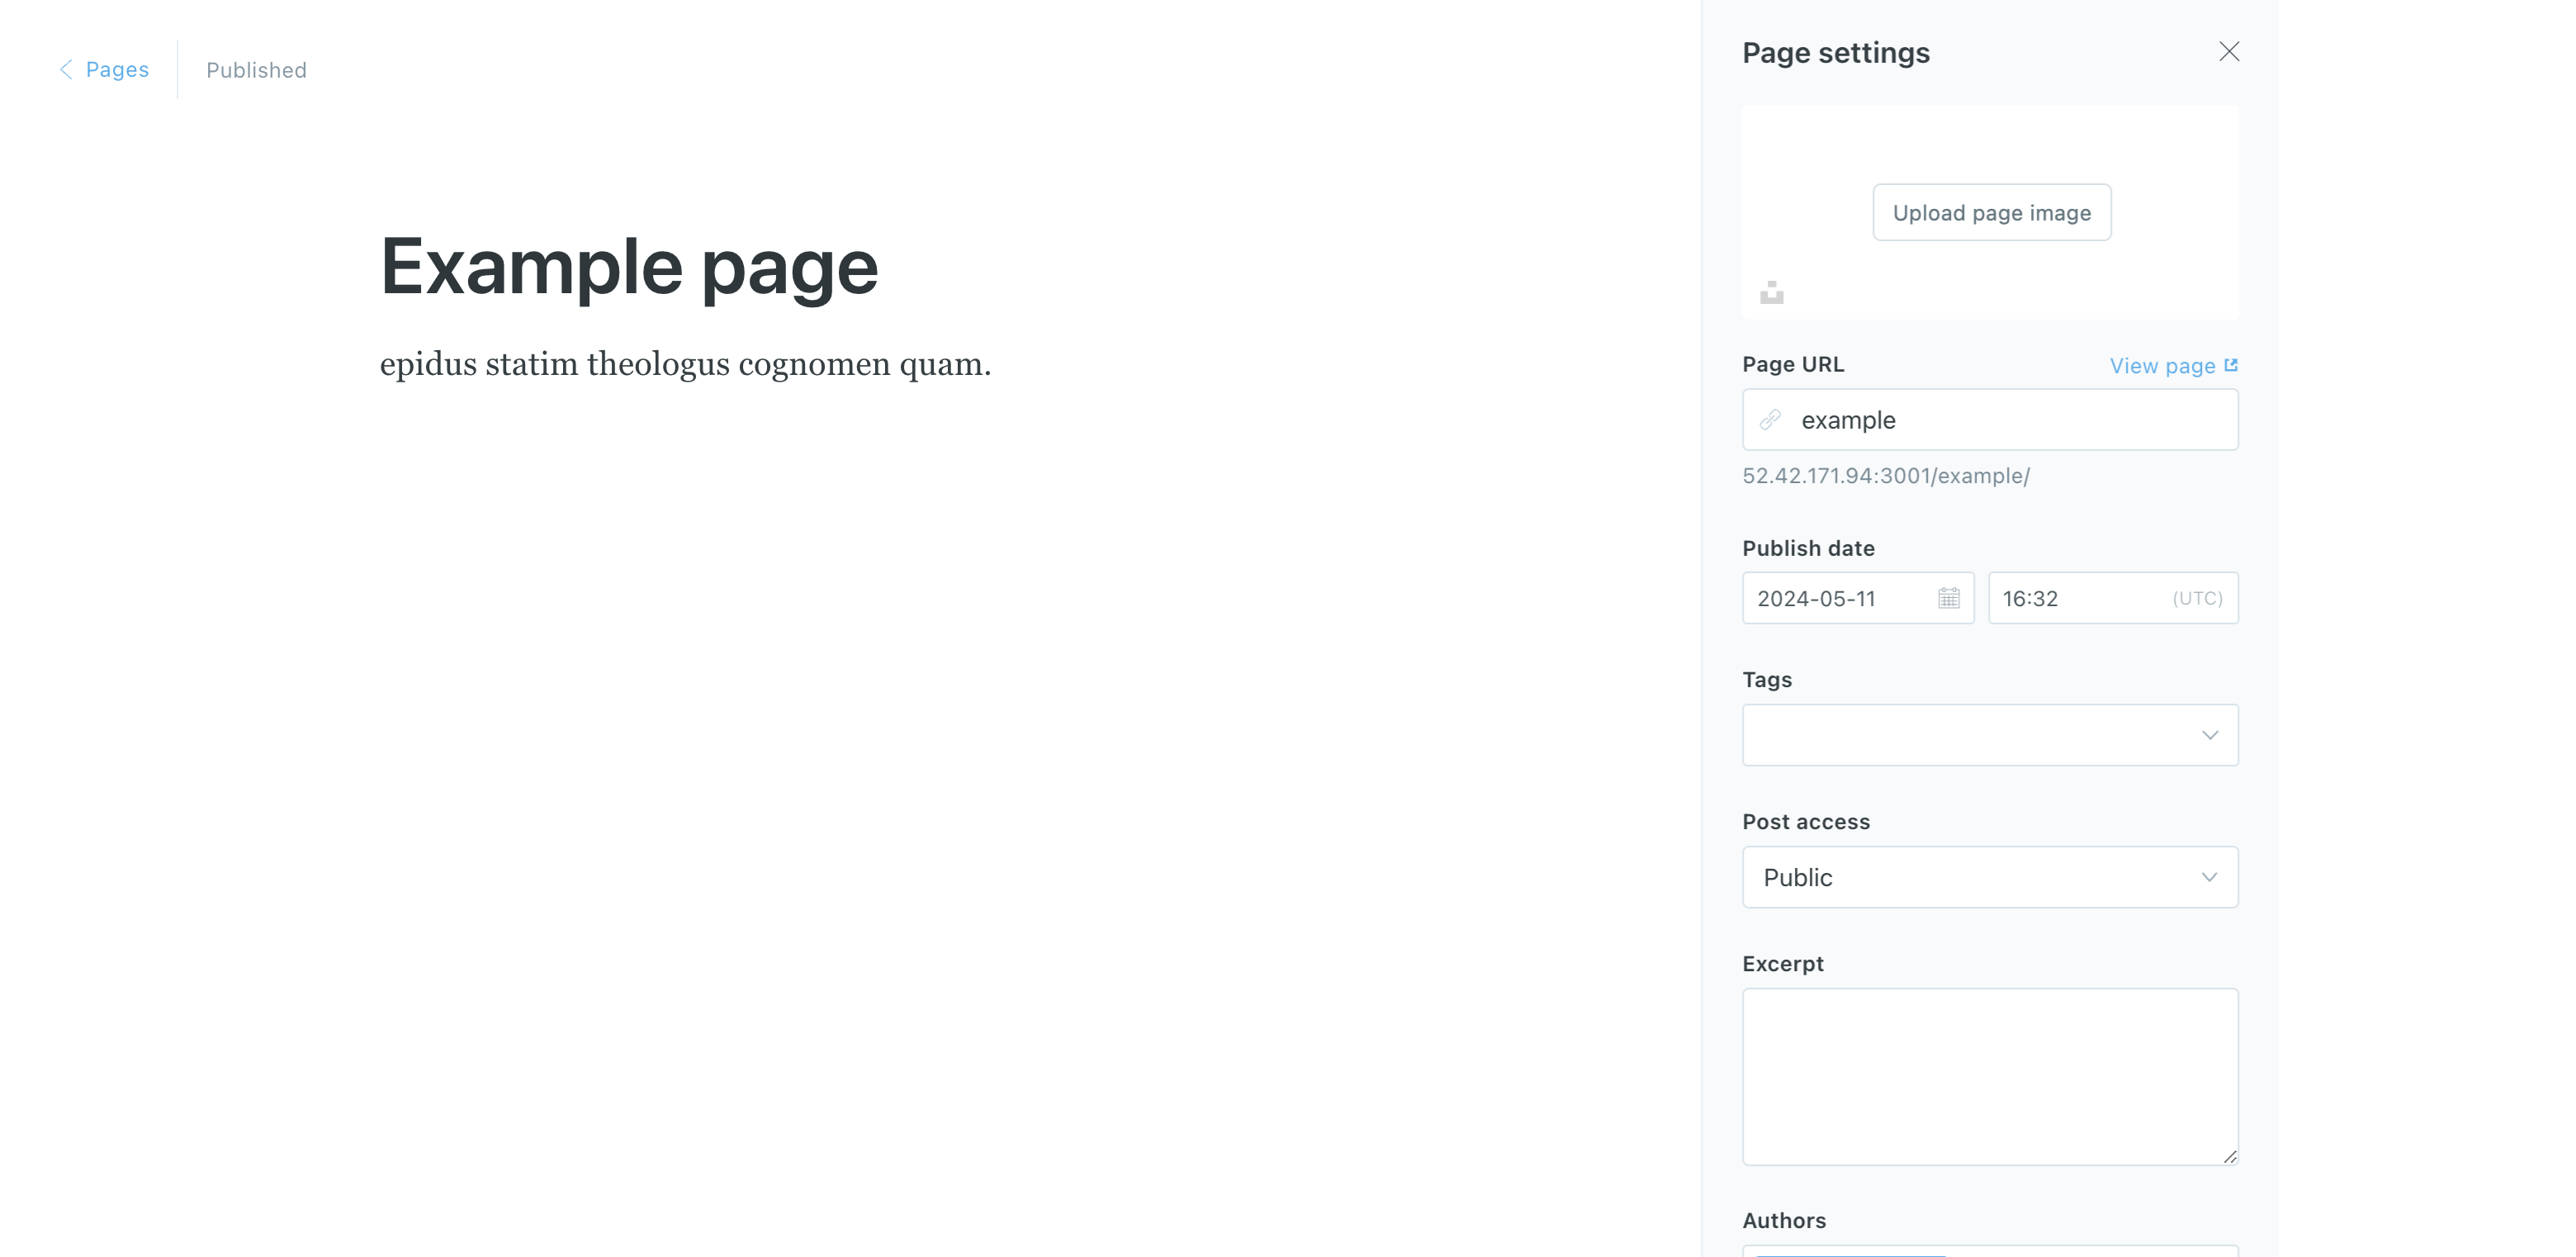 Pages
Published
Example page
epidus statim theologus cognomen quam.
Page settings
Upload page image
Page URL
View page
example
52.42.171.94:3001/example/
Publish date
2024-05-11
16:32
(UTC)
Tags
Post access
Public
Excerpt
Authors